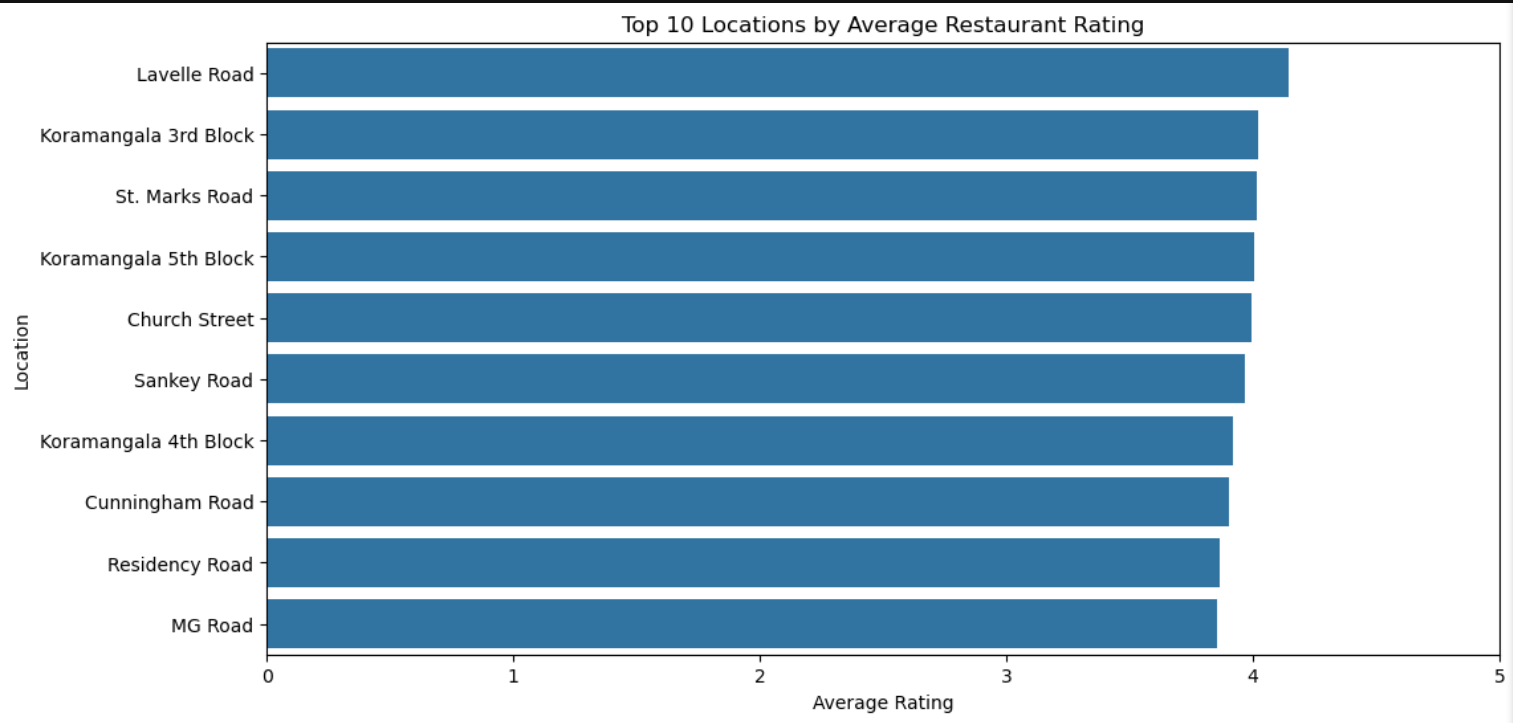 Top 10 Locations by Average Restaurant Rating
Lavelle Road
Koramangala 3rd Block
St. Marks Road
Koramangala 5th Block
Church Street
Sankey Road
Koramangala 4th Block
Cunningham Road
Residency Road
MG Road
Location
0 1 2 3 4 5
Average Rating